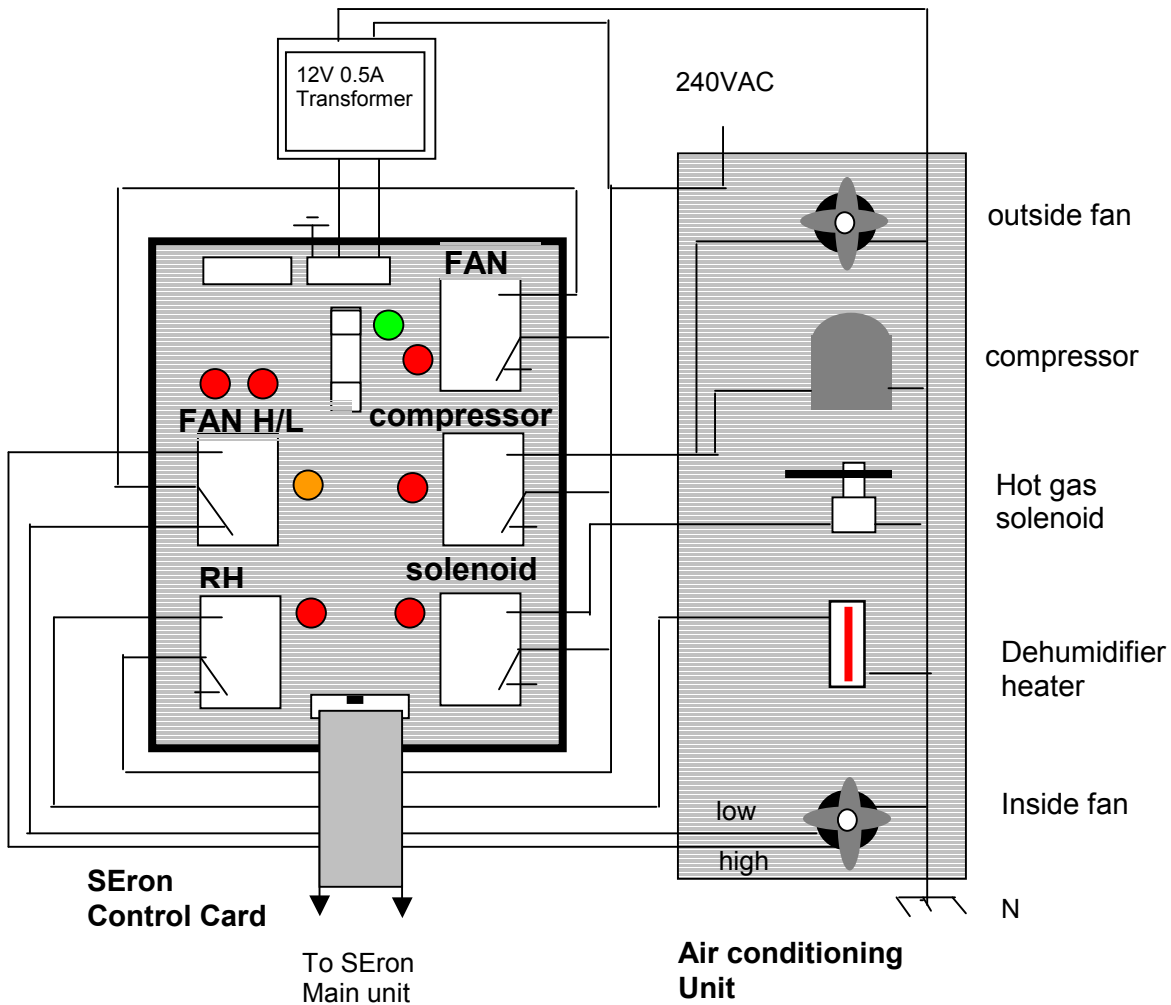 12V 0.5A
Transformer
240VAC
outside fan
FAN
compressor
FAN H/L
compressor
Hot gas
solenoid
RH
solenoid
Dehumidifier
heater
low
high
Inside fan
SEron
Control Card
N
To SEron
Main unit
Air conditioning
Unit